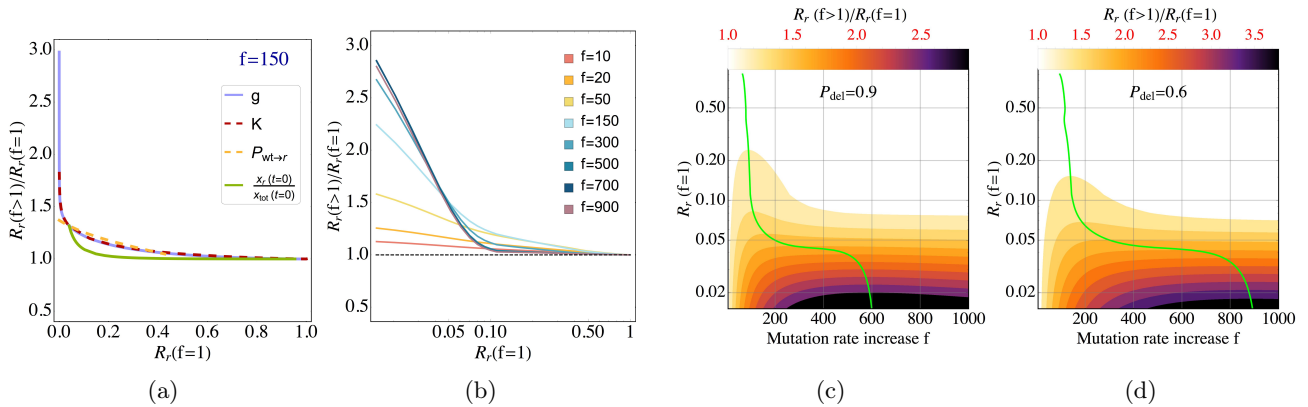 R_r(f>1)/R_r(f=1)
3.0
2.5
2.0
1.5
1.0
0.5
f=150
g
K
P_wt→r
x_r (t=0)
x_tot (t=0)
0.0 0.2 0.4 0.6 0.8 1.0
R_r(f=1)
(a)
R_r(f>1)/R_r(f=1)
3.0
2.5
2.0
1.5
1.0
0.5
f=10
f=20
f=50
f=150
f=300
f=500
f=700
f=900
0.05 0.10 0.50 1
R_r(f=1)
(b)
R_r (f>1)/R_r(f=1)
1.0 1.5 2.0 2.5
P_del=0.9
R_r (f=1)
0.50
0.20
0.10
0.05
0.02
200 400 600 800 1000
Mutation rate increase f
(c)
R_r (f>1)/R_r(f=1)
1.0 1.5 2.0 2.5 3.0 3.5
P_del=0.6
R_r (f=1)
0.50
0.20
0.10
0.05
0.02
200 400 600 800 1000
Mutation rate increase f
(d)